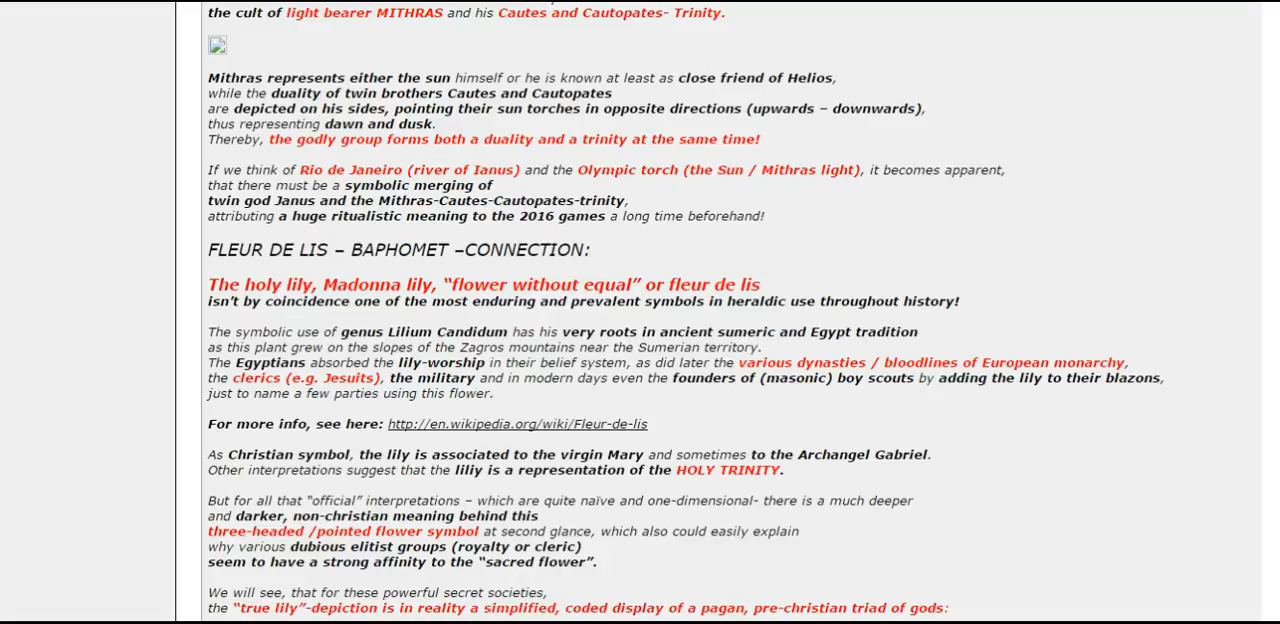 the cult of light bearer MITHRAS and his Cautes and Cautopates- Trinity.
Mithras represents either the sun himself or he is known at least as close friend of Helios,
while the duality of twin brothers Cautes and Cautopates
are depicted on his sides, pointing their sun torches in opposite directions (upwards – downwards),
thus representing dawn and dusk.
Thereby, the godly group forms both a duality and a trinity at the same time!
If we think of Rio de Janeiro (river of Ianus) and the Olympic torch (the Sun / Mithras light), it becomes apparent,
that there must be a symbolic merging of
twin god Janus and the Mithras-Cautes-Cautopates-trinity,
attributing a huge ritualistic meaning to the 2016 games a long time beforehand!
FLEUR DE LIS – BAPHOMET –CONNECTION:
The holy lily, Madonna lily, “flower without equal” or fleur de lis
isn’t by coincidence one of the most enduring and prevalent symbols in heraldic use throughout history!
The symbolic use of genus Lilium Candidum has his very roots in ancient sumeric and Egypt tradition
as this plant grew on the slopes of the Zagros mountains near the Sumerian territory.
The Egyptians absorbed the lily-worship in their belief system, as did later the various dynasties / bloodlines of European monarchy,
the clerics (e.g. Jesuits), the military and in modern days even the founders of (masonic) boy scouts by adding the lily to their blazons,
just to name a few parties using this flower.
For more info, see here: http://en.wikipedia.org/wiki/Fleur-de-lis
As Christian symbol, the lily is associated to the virgin Mary and sometimes to the Archangel Gabriel.
Other interpretations suggest that the liliy is a representation of the HOLY TRINITY.
But for all that “official” interpretations – which are quite naïve and one-dimensional- there is a much deeper
and darker, non-christian meaning behind this
three-headed /pointed flower symbol at second glance, which also could easily explain
why various dubious elitist groups (royalty or cleric)
seem to have a strong affinity to the “sacred flower”.
We will see, that for these powerful secret societies,
the “true lily”-depiction is in reality a simplified, coded display of a pagan, pre-christian triad of gods: